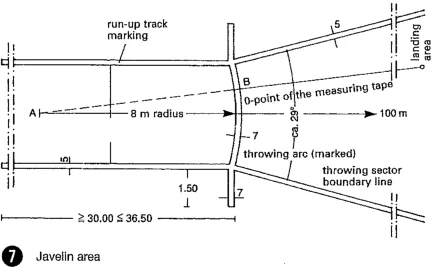 run-up track
marking
5
landing
area
B
0-point of the measuring tape
A
8 m radius
100 m
ca. 29°
7
throwing arc (marked)
5
throwing sector
boundary line
1.50
7
≧ 30.00 ≦ 36.50
7 Javelin area